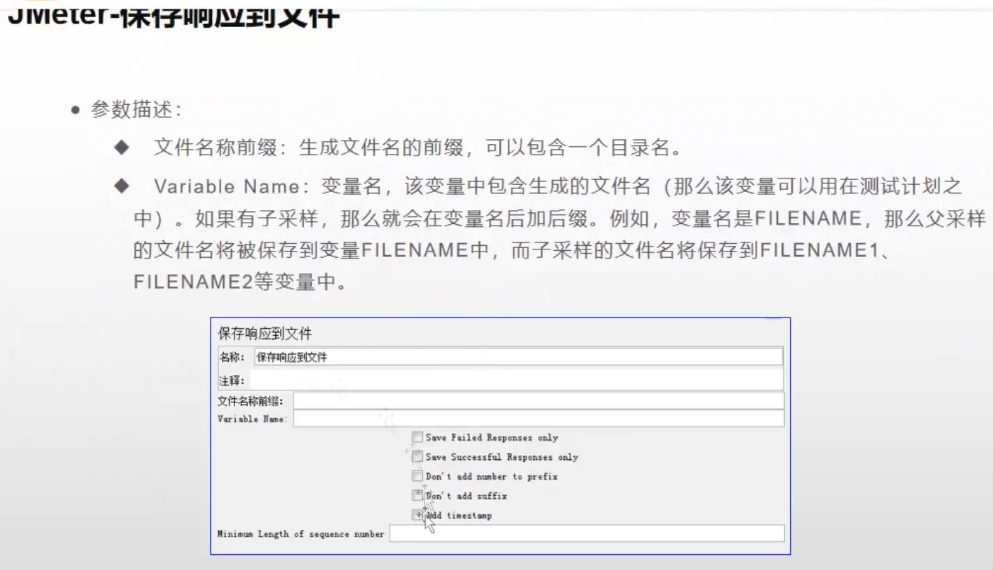 JMeter-保存响应到文件
● 参数描述：
◆ 文件名称前缀：生成文件名的前缀，可以包含一个目录名。
◆ Variable Name：变量名，该变量中包含生成的文件名（那么该变量可以用在测试计划之
中）。如果有子采样，那么就会在变量名后加后缀。例如，变量名是FILENAME，那么父采样
的文件名将被保存到变量FILENAME中，而子采样的文件名将保存到FILENAME1、
FILENAME2等变量中。
保存响应到文件
名称： 保存响应到文件
注释：
文件名称前缀：
Variable Name:
Save Failed Responses only
Save Successful Responses only
Don't add number to prefix
Don't add suffix
Add timestamp
Minimum Length of sequence number